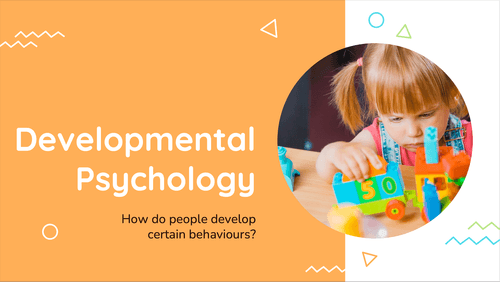 Developmental
Psychology
How do people develop
certain behaviours?
50